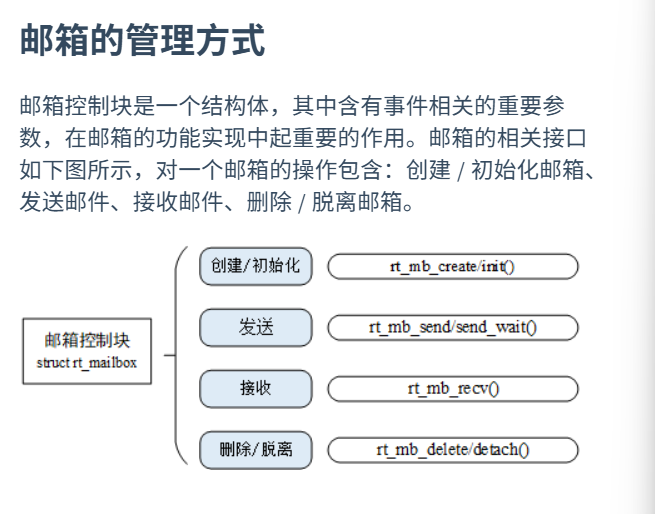 邮箱的管理方式
邮箱控制块是一个结构体，其中含有事件相关的重要参
数，在邮箱的功能实现中起重要的作用。邮箱的相关接口
如下图所示，对一个邮箱的操作包含：创建 / 初始化邮箱、
发送邮件、接收邮件、删除 / 脱离邮箱。
创建/初始化
rt_mb_create/init()
发送
rt_mb_send/send_wait()
邮箱控制块
struct rt_mailbox
接收
rt_mb_recv()
删除/脱离
rt_mb_delete/detach()